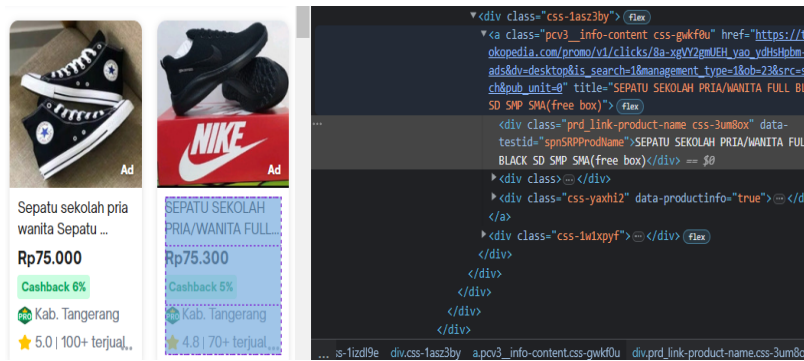 Ad
Sepatu sekolah pria
wanita Sepatu ...
Rp75.000
Cashback 6%
PRO Kab. Tangerang
5.0 | 100+ terjual...
NIKE
Ad
SEPATU SEKOLAH
PRIA/WANITA FULL...
Rp75.300
Cashback 5%
Kab. Tangerang
4.8 | 70+ terjual...
▼<div class="css-1asz3by"> flex
▼<a class="pcv3__info-content css-gwkf0u" href="https://t
okopedia.com/promo/v1/clicks/8a-xgVY2gmUEH_yao_ydHsHpbm-
ads&dv=desktop&is_search=1&management_type=1&ob=23&src=s
ch&pub_unit=0" title="SEPATU SEKOLAH PRIA/WANITA FULL BL
SD SMP SMA(free box)"> flex
<div class="prd_link-product-name css-3um8ox" data-
testid="spnSRPProdName">SEPATU SEKOLAH PRIA/WANITA FUL
BLACK SD SMP SMA(free box)</div> == $0
▶<div class>…</div>
▶<div class="css-yaxhi2" data-productinfo="true">…</d
</a>
▶<div class="css-1w1xpyf">…</div> flex
</div>
</div>
</div>
</div>
</div>
... ;s-1izdl9e div.css-1asz3by a.pcv3__info-content.css-gwkf0u div.prd_link-product-name.css-3um8o